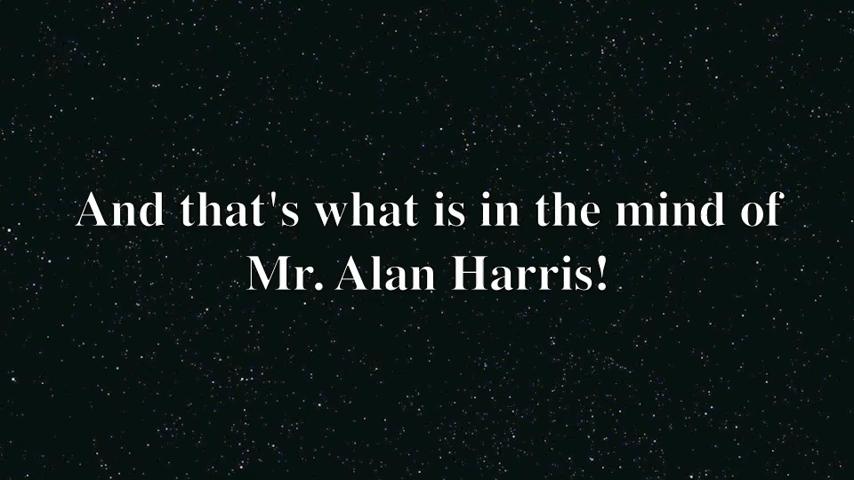 And that's what is in the mind of
Mr. Alan Harris!